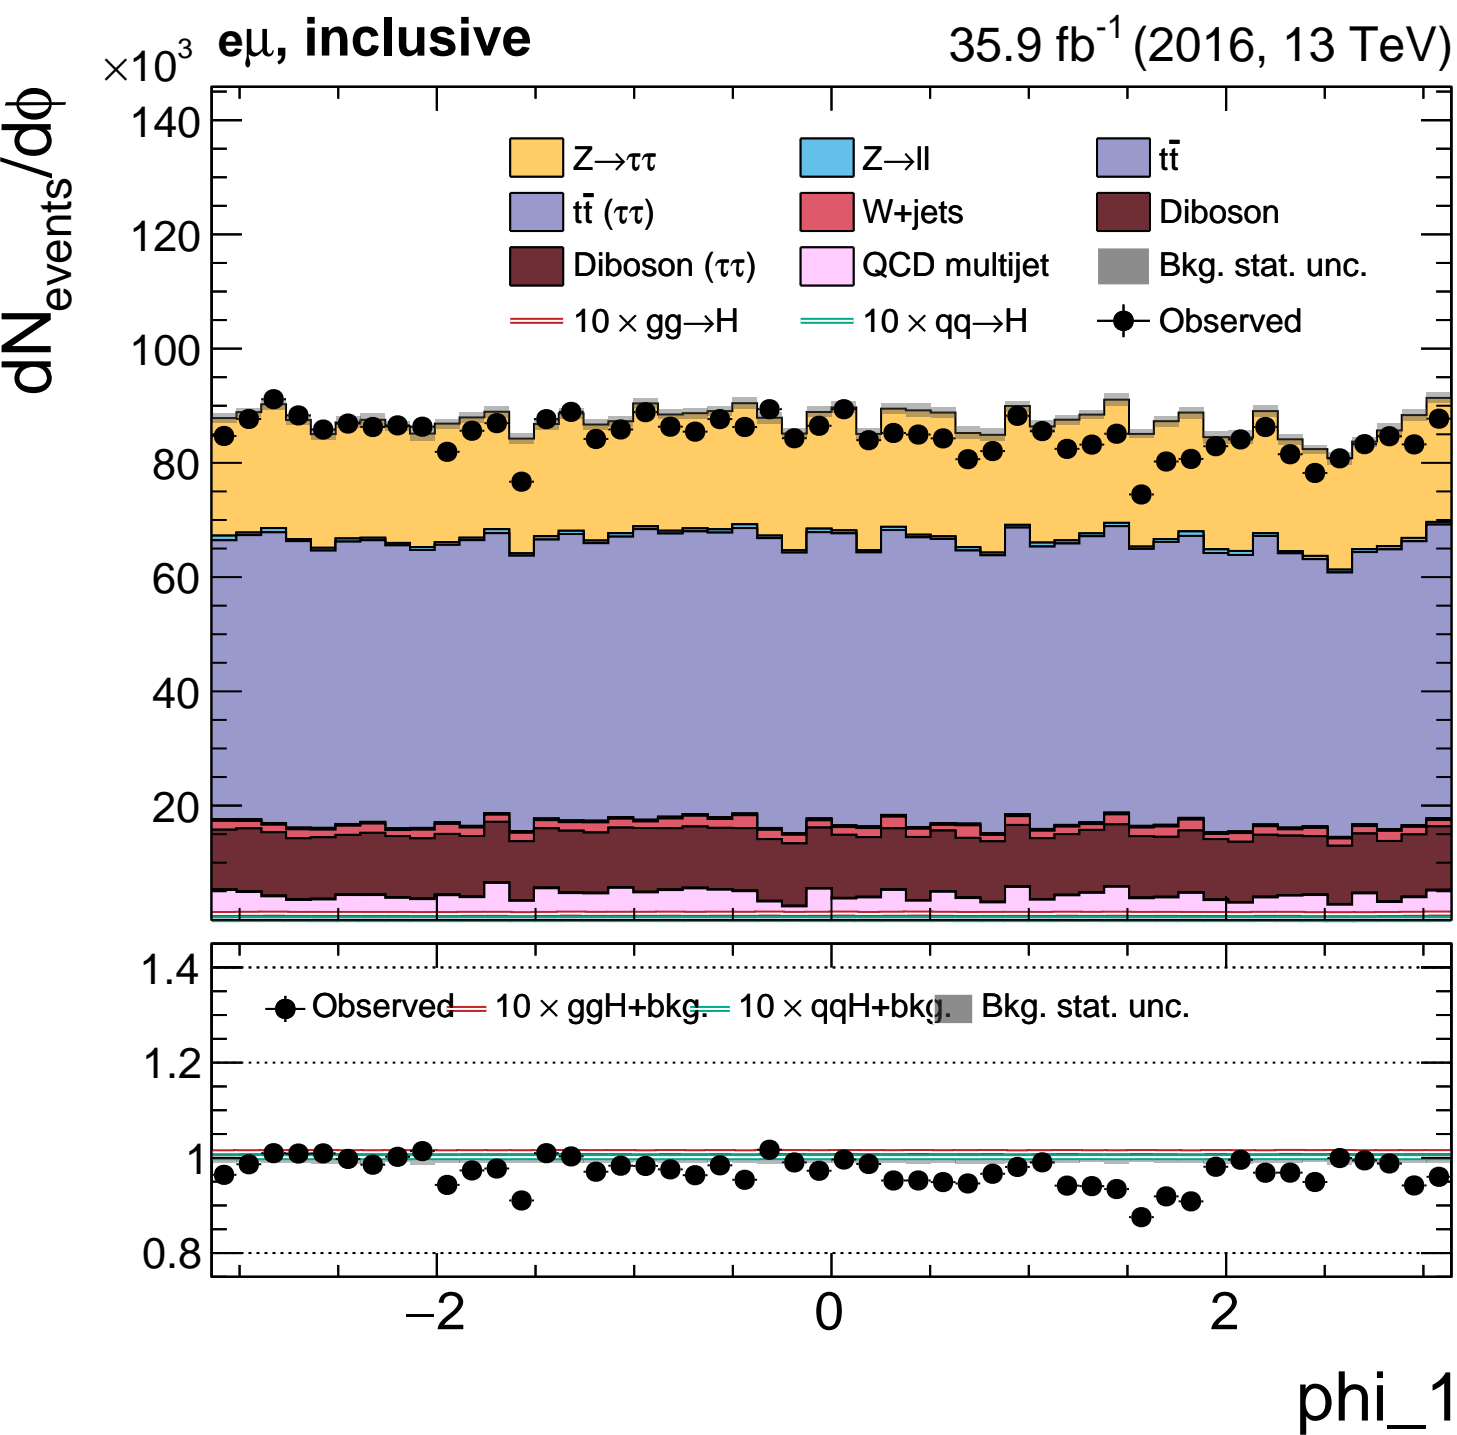 ×10³ eμ, inclusive 35.9 fb⁻¹ (2016, 13 TeV)
dN_events/dϕ
140
120
100
80
60
40
20
Z→ττ Z→ll tt̄
tt̄ (ττ) W+jets Diboson
Diboson (ττ) QCD multijet Bkg. stat. unc.
10 × gg→H 10 × qq→H Observed
1.4
1.2
1
0.8
Observed 10 × ggH+bkg. 10 × qqH+bkg. Bkg. stat. unc.
−2 0 2
phi_1